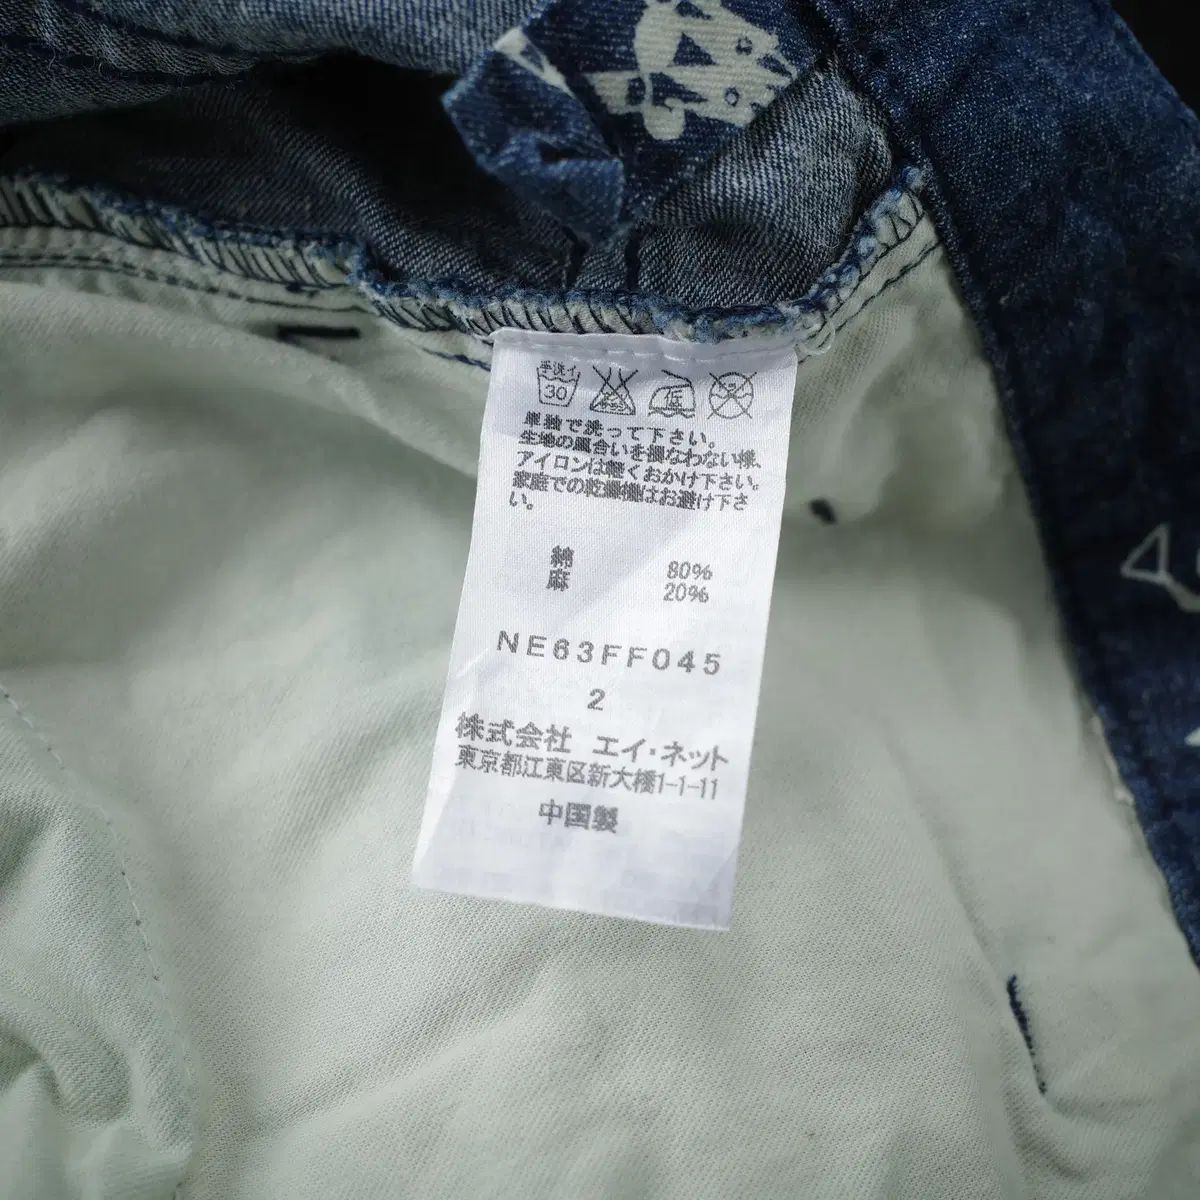 手洗イ
30
低
単独で洗って下さい。
生地の風合いを損なわない様、
アイロンは軽くおかけ下さい。
家庭での乾燥機はお避け下さ
い。
綿 80%
麻 20%
NE63FF045
2
株式会社 エイ・ネット
東京都江東区新大橋1-1-11
中国製